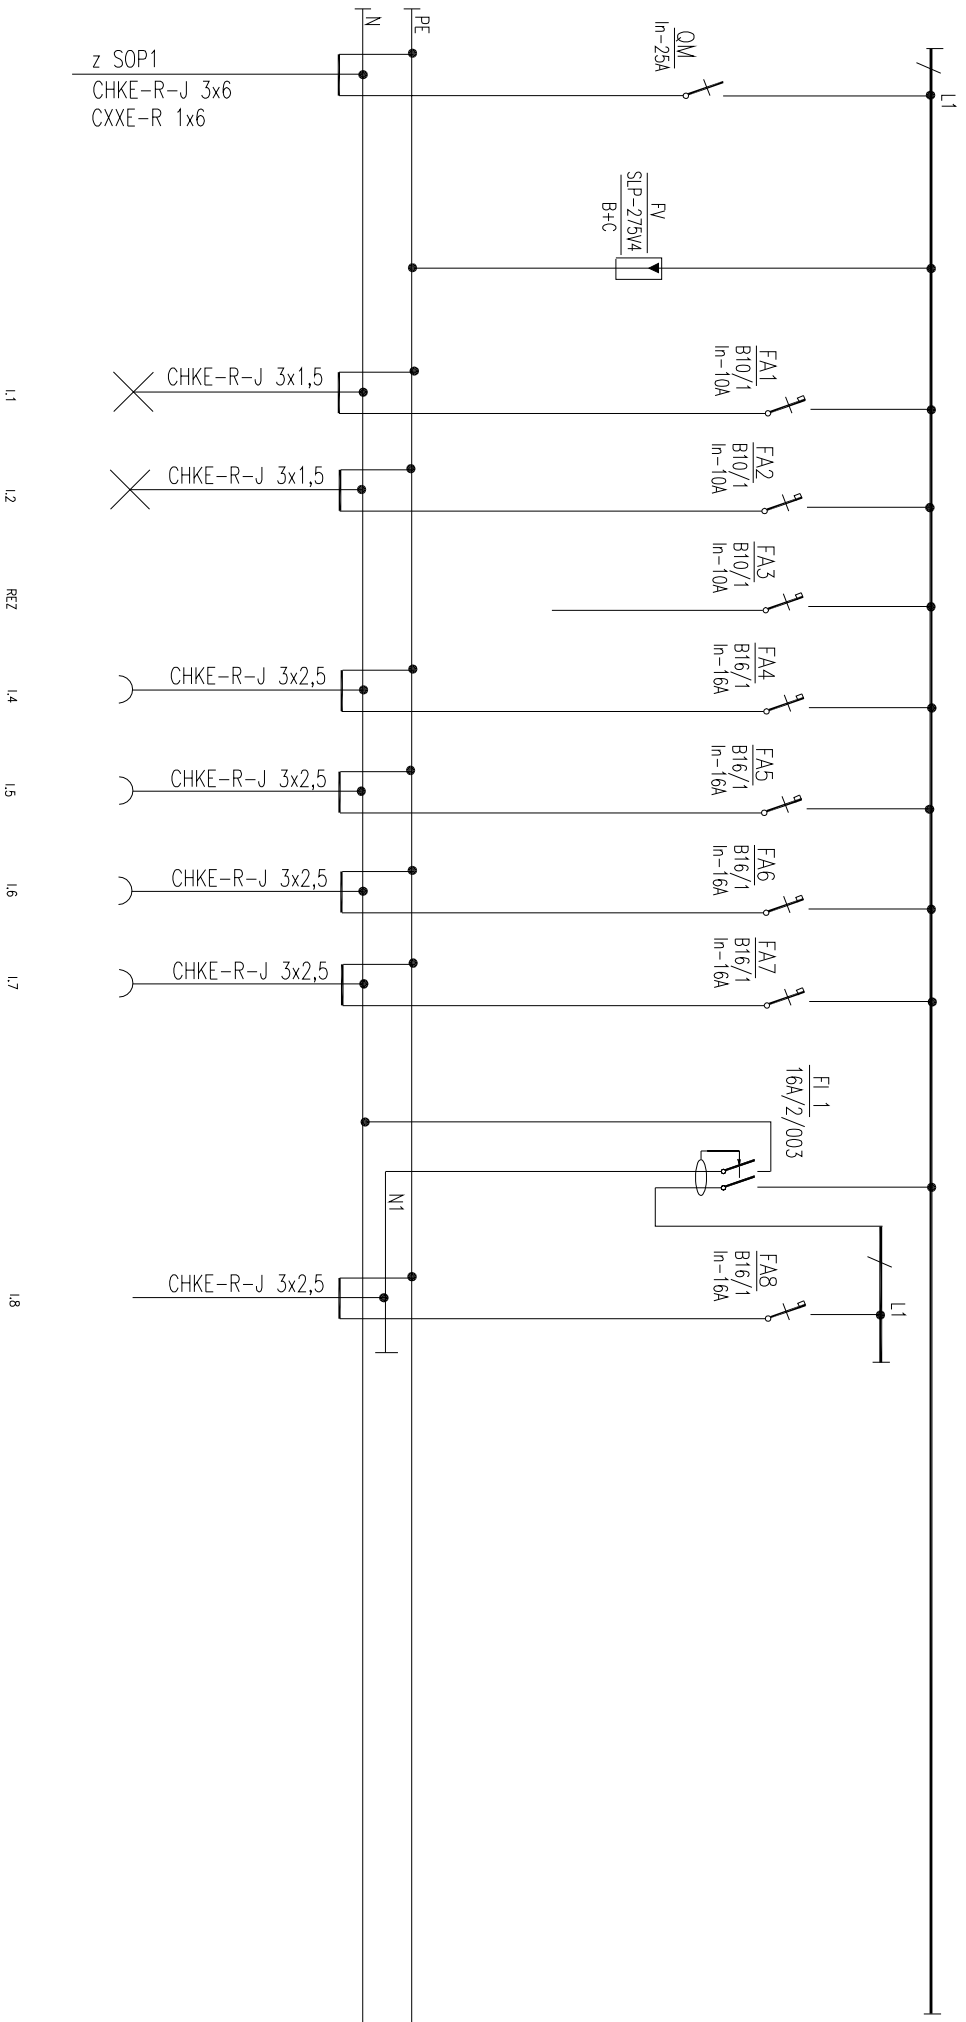 N
PE
QM
In-25A
L1
z SOP1
CHKE-R-J 3x6
CXXE-R 1x6
FV
SLP-275V4
B+C
FA1
B10/1
In-10A
CHKE-R-J 3x1,5
I.1
FA2
B10/1
In-10A
CHKE-R-J 3x1,5
I.2
FA3
B10/1
In-10A
REZ
FA4
B16/1
In-16A
CHKE-R-J 3x2,5
I.4
FA5
B16/1
In-16A
CHKE-R-J 3x2,5
I.5
FA6
B16/1
In-16A
CHKE-R-J 3x2,5
I.6
FA7
B16/1
In-16A
CHKE-R-J 3x2,5
I.7
FI 1
16A/2/003
N1
FA8
B16/1
In-16A
L1
CHKE-R-J 3x2,5
I.8